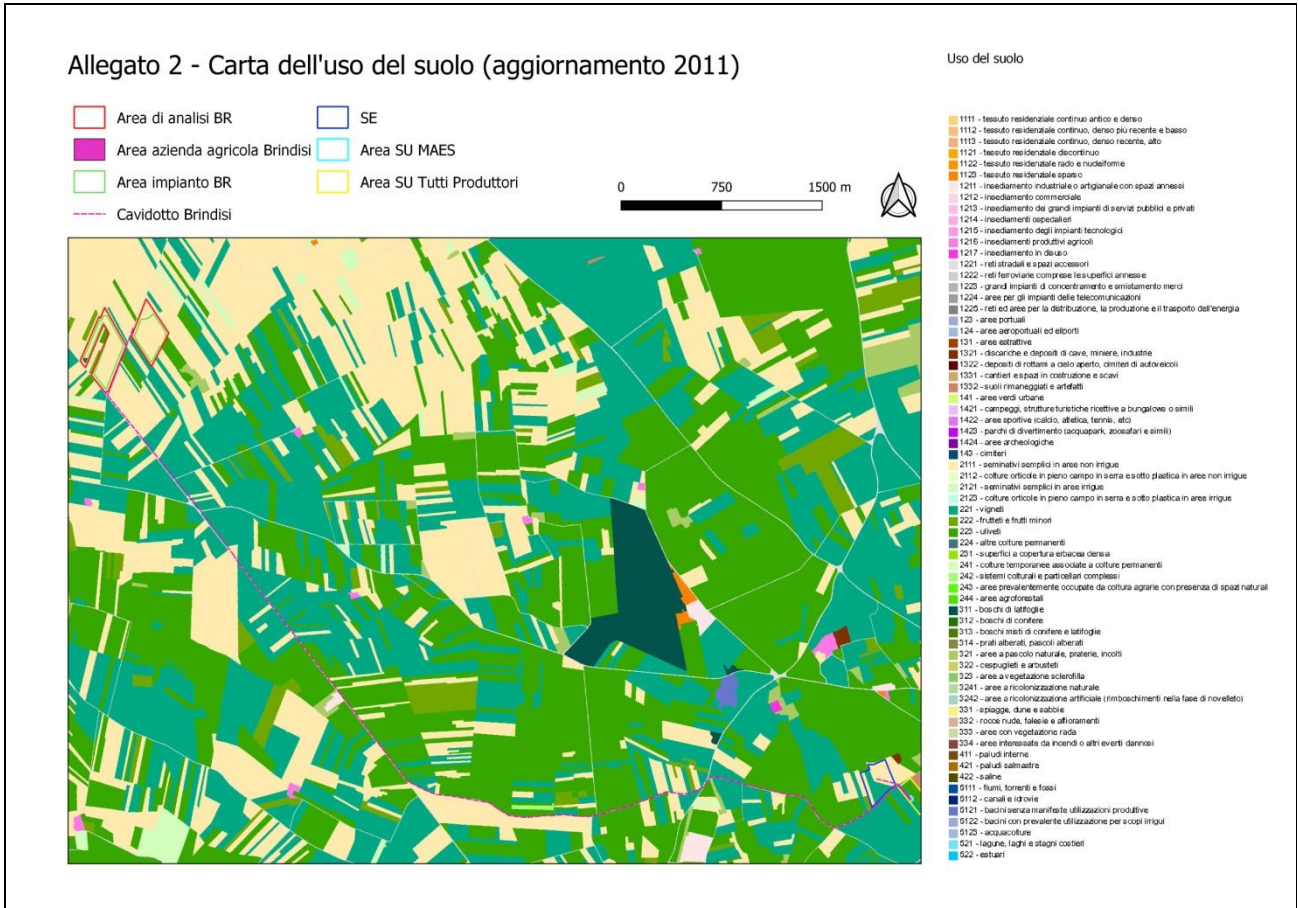 Allegato 2 - Carta dell'uso del suolo (aggiornamento 2011)
Area di analisi BR
Area azienda agricola Brindisi
Area impianto BR
Cavidotto Brindisi
SE
Area SU MAES
Area SU Tutti Produttori
0 750 1500 m
Uso del suolo
1111 - tessuto residenziale continuo antico e denso
1112 - tessuto residenziale continuo, denso più recente e basso
1113 - tessuto residenziale continuo, denso recente, alto
1121 - tessuto residenziale discontinuo
1122 - tessuto residenziale rado e nucleiforme
1123 - tessuto residenziale sparso
1211 - insediamento industriale o artigianale con spazi annessi
1212 - insediamento commerciale
1213 - insediamento dei grandi impianti di servizi pubblici e privati
1214 - insediamenti ospedalieri
1215 - insediamento degli impianti tecnologici
1216 - insediamenti produttivi agricoli
1217 - insediamento in disuso
1221 - reti stradali e spazi accessori
1222 - reti ferroviarie comprese le superfici annesse
1223 - grandi impianti di concentramento e smistamento merci
1224 - aree per gli impianti delle telecomunicazioni
1225 - reti ed aree per la distribuzione, la produzione e il trasporto dell'energia
123 - aree portuali
124 - aree aeroportuali ed eliporti
131 - aree estrattive
1321 - discariche e depositi di cave, miniere, industrie
1322 - depositi di rottami a cielo aperto, cimiteri di autoveicoli
1331 - cantieri e spazi in costruzione e scavi
1332 - suoli rimaneggiati e artefatti
141 - aree verdi urbane
1421 - campeggi, strutture turistiche ricettive a bungalows o simili
1422 - aree sportive (calcio, atletica, tennis, etc)
1423 - parchi di divertimento (acquapark, zoosafari e simili)
1424 - aree archeologiche
143 - cimiteri
2111 - seminativi semplici in aree non irrigue
2112 - colture orticole in pieno campo in serra e sotto plastica in aree non irrigue
2121 - seminativi semplici in aree irrigue
2123 - colture orticole in pieno campo in serra e sotto plastica in aree irrigue
221 - vigneti
222 - frutteti e frutti minori
223 - uliveti
224 - altre colture permanenti
231 - superfici a copertura erbacea densa
241 - colture temporanee associate a colture permanenti
242 - sistemi colturali e particellari complessi
243 - aree prevalentemente occupate da coltura agrarie con presenza di spazi naturali
244 - aree agroforestali
311 - boschi di latifoglie
312 - boschi di conifere
313 - boschi misti di conifere e latifoglie
314 - prati alberati, pascoli alberati
321 - aree a pascolo naturale, praterie, incolti
322 - cespuglieti e arbusteti
323 - aree a vegetazione sclerofilla
3241 - aree a ricolonizzazione naturale
3242 - aree a ricolonizzazione artificiale (rimboschimenti nella fase di novelleto)
331 - spiagge, dune e sabbie
332 - rocce nude, falesie e affioramenti
333 - aree con vegetazione rada
334 - aree interessate da incendi o altri eventi dannosi
411 - paludi interne
421 - paludi salmastre
422 - saline
5111 - fiumi, torrenti e fossi
5112 - canali e idrovie
5121 - bacini senza manifeste utilizzazioni produttive
5122 - bacini con prevalente utilizzazione per scopi irrigui
5123 - acquacolture
521 - lagune, laghi e stagni costieri
522 - estuari